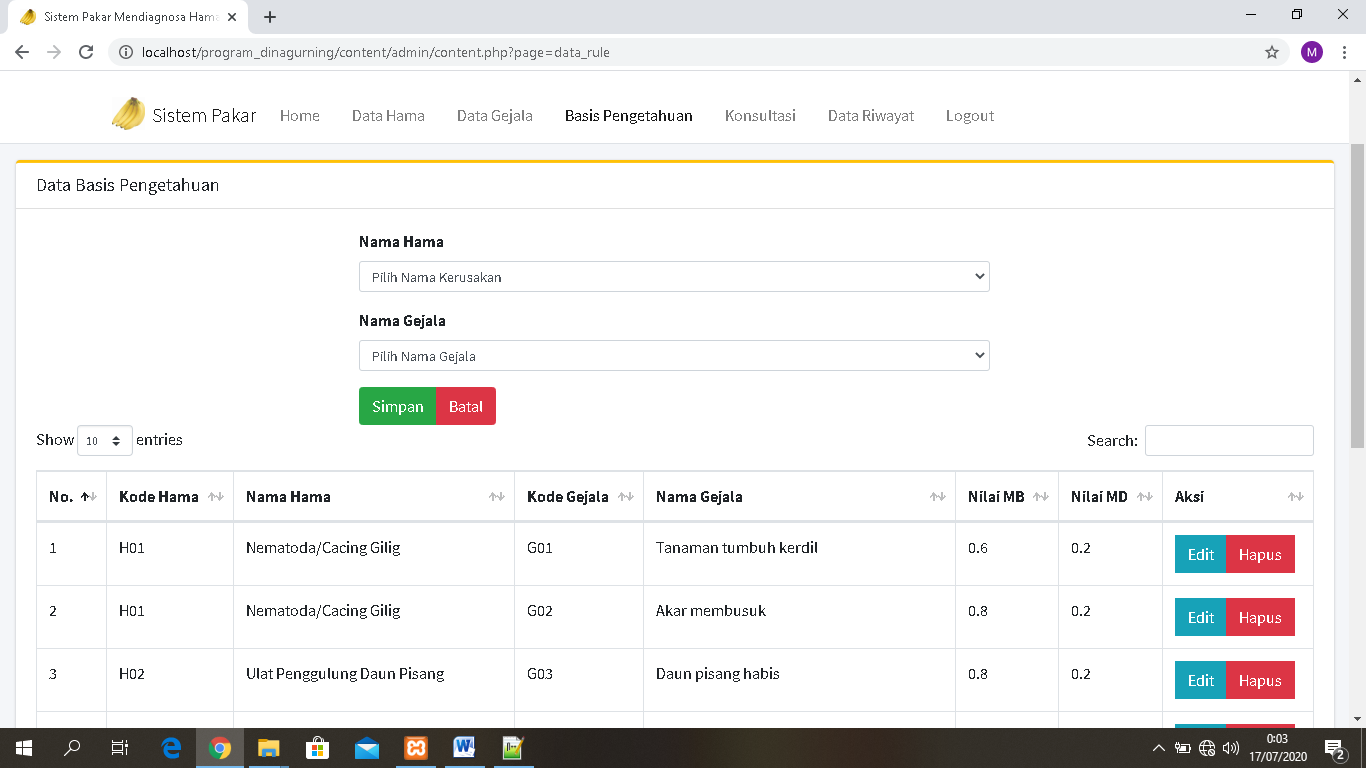 Sistem Pakar Mendiagnosa Hama
localhost/program_dinagurning/content/admin/content.php?page=data_rule
M
Sistem Pakar Home Data Hama Data Gejala Basis Pengetahuan Konsultasi Data Riwayat Logout
Data Basis Pengetahuan
Nama Hama
Pilih Nama Kerusakan
Nama Gejala
Pilih Nama Gejala
Simpan Batal
Show 10 entries Search:
No. Kode Hama Nama Hama Kode Gejala Nama Gejala Nilai MB Nilai MD Aksi
1 H01 Nematoda/Cacing Gilig G01 Tanaman tumbuh kerdil 0.6 0.2 Edit Hapus
2 H01 Nematoda/Cacing Gilig G02 Akar membusuk 0.8 0.2 Edit Hapus
3 H02 Ulat Penggulung Daun Pisang G03 Daun pisang habis 0.8 0.2 Edit Hapus
0:03
17/07/2020
2